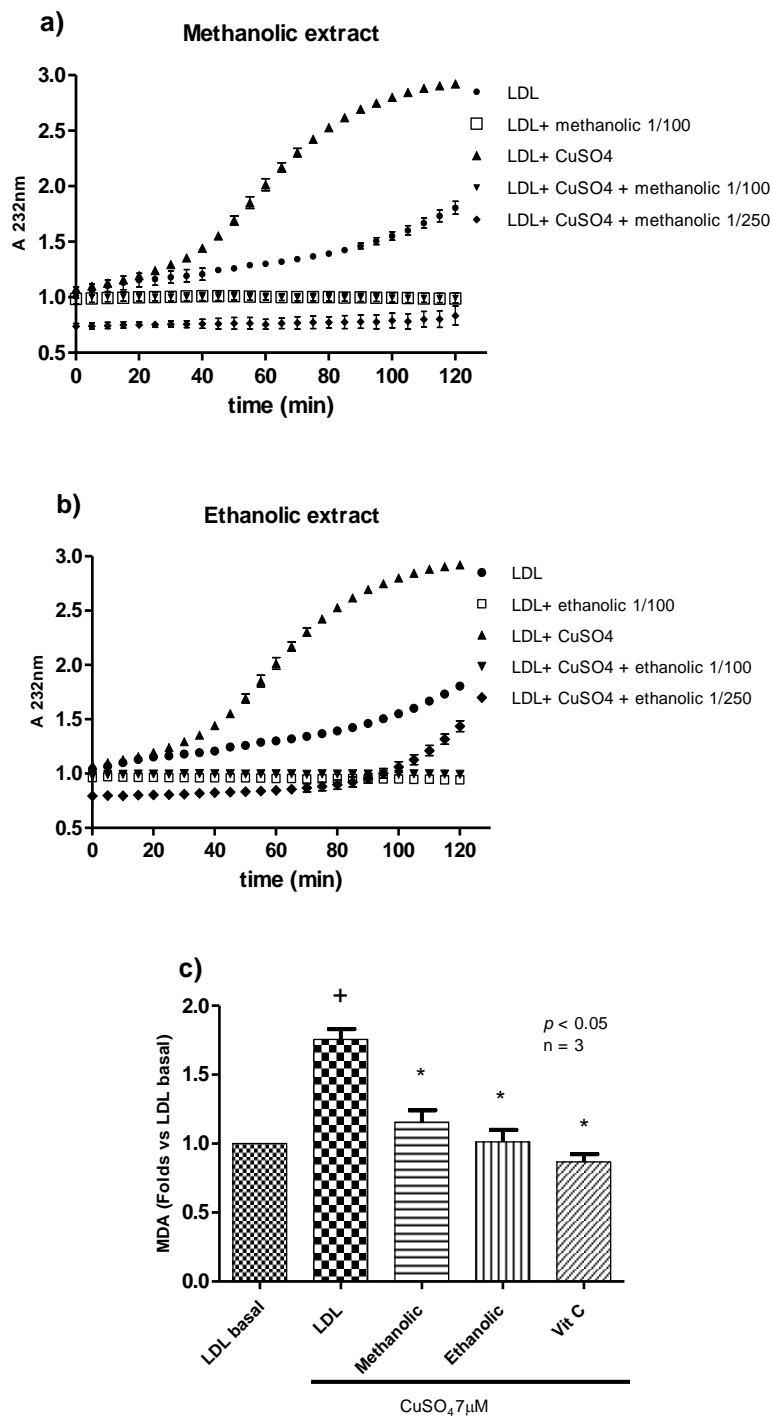 a)
Methanolic extract
3.0
2.5
2.0
1.5
1.0
0.5
A 232nm
0 20 40 60 80 100 120
time (min)
LDL
LDL+ methanolic 1/100
LDL+ CuSO4
LDL+ CuSO4 + methanolic 1/100
LDL+ CuSO4 + methanolic 1/250
b)
Ethanolic extract
3.0
2.5
2.0
1.5
1.0
0.5
A 232nm
0 20 40 60 80 100 120
time (min)
LDL
LDL+ ethanolic 1/100
LDL+ CuSO4
LDL+ CuSO4 + ethanolic 1/100
LDL+ CuSO4 + ethanolic 1/250
c)
2.0
1.5
1.0
0.5
0.0
MDA (Folds vs LDL basal)
+
*
*
*
p < 0.05
n = 3
LDL basal
LDL
Methanolic
Ethanolic
Vit C
CuSO₄7µM